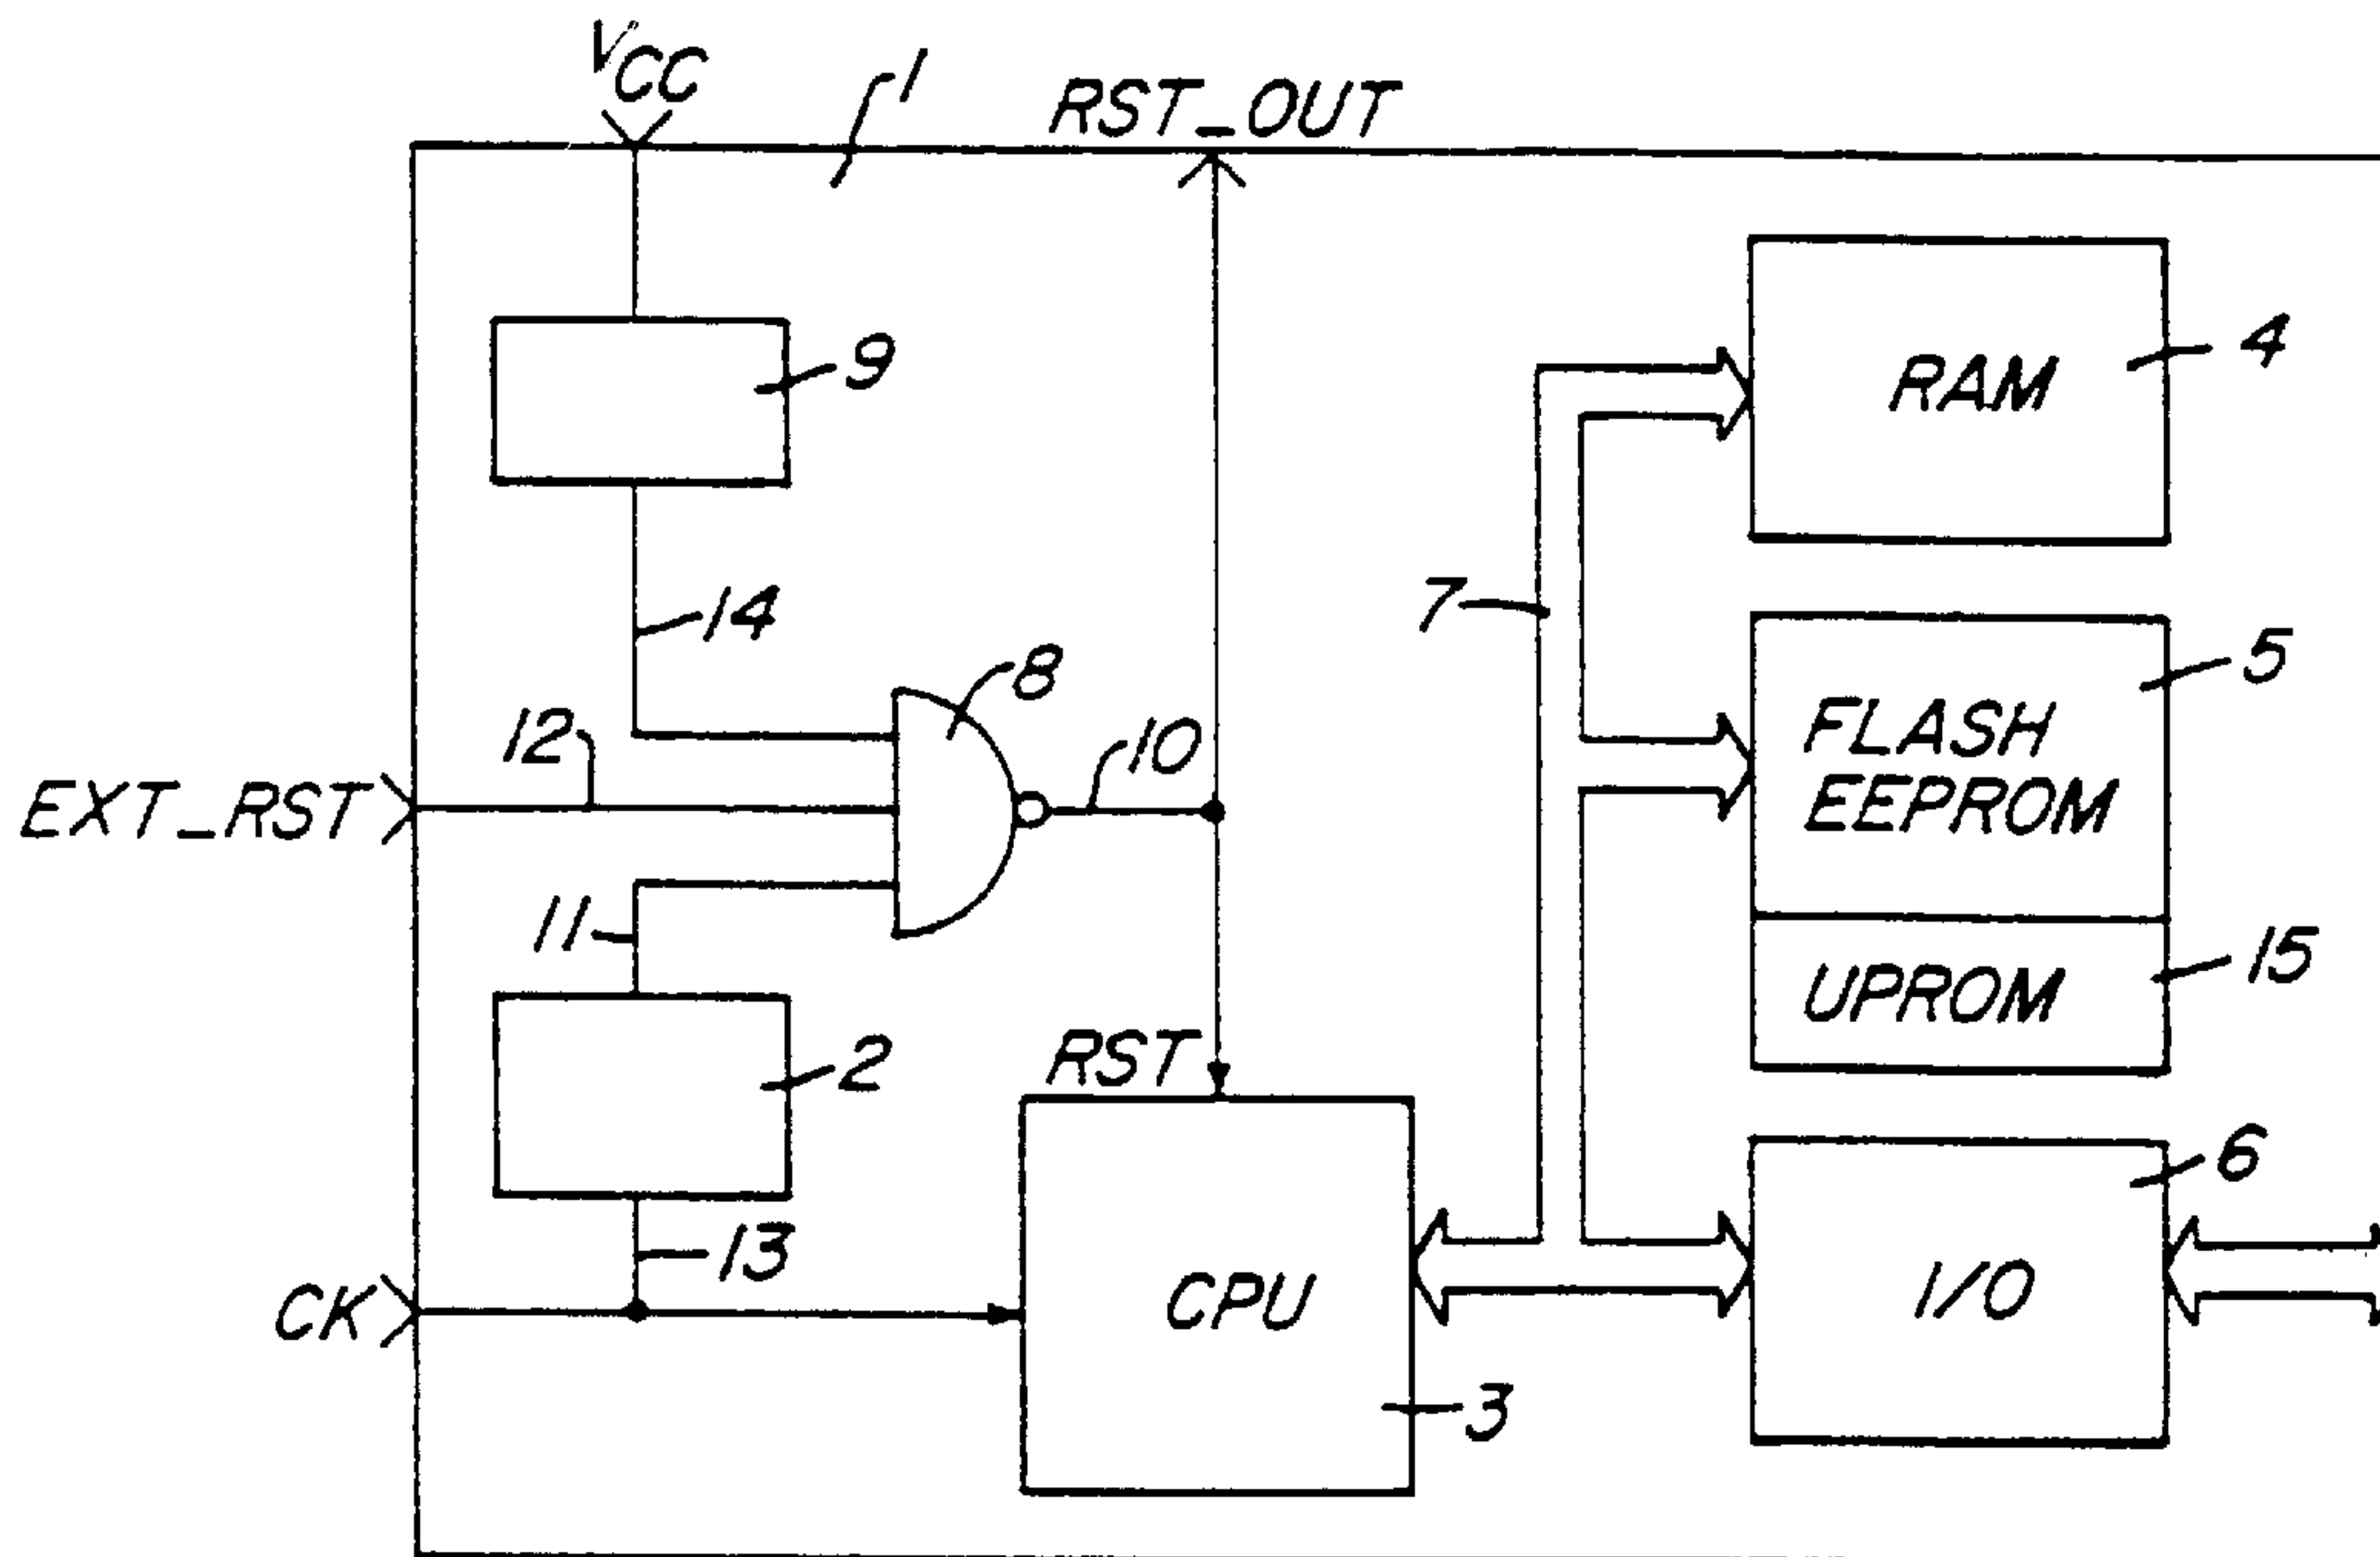 VCC
1
RST_OUT
9
4
RAM
14
7
8
5
12
10
FLASH
EEPROM
EXT_RST
11
15
UPROM
RST
2
6
13
CK
CPU
I/O
3